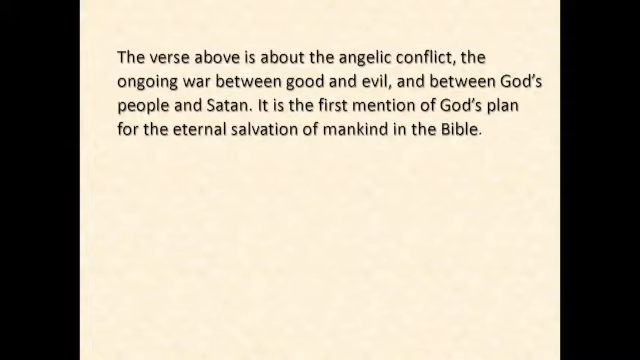 The verse above is about the angelic conflict, the
ongoing war between good and evil, and between God’s
people and Satan. It is the first mention of God’s plan
for the eternal salvation of mankind in the Bible.